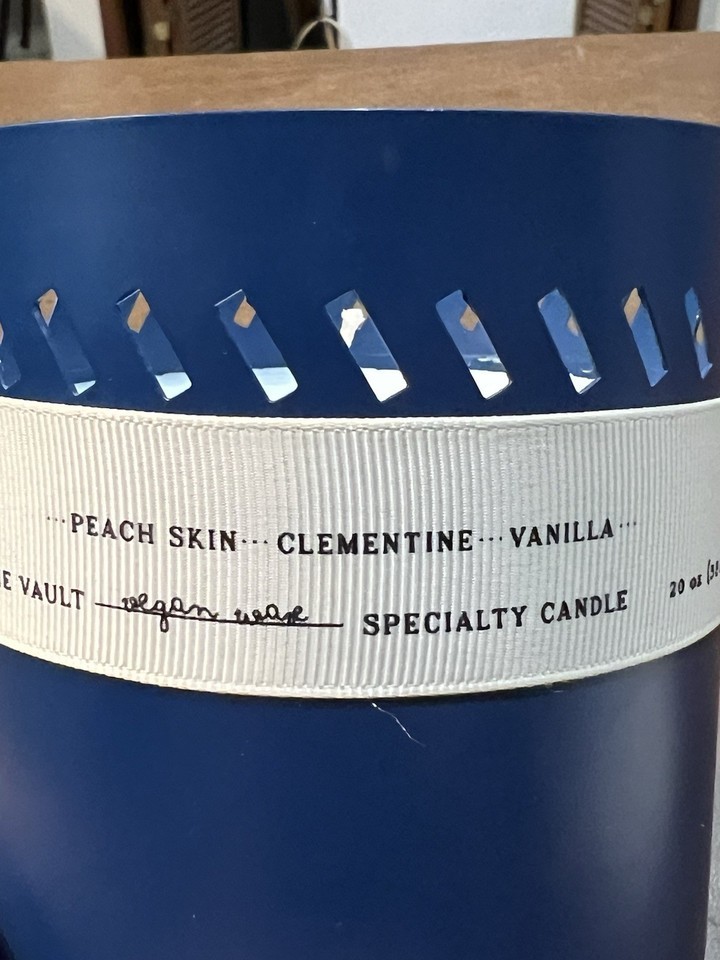 ···PEACH SKIN···CLEMENTINE···VANILLA···
VAULT vegan wax SPECIALTY CANDLE 20 oz